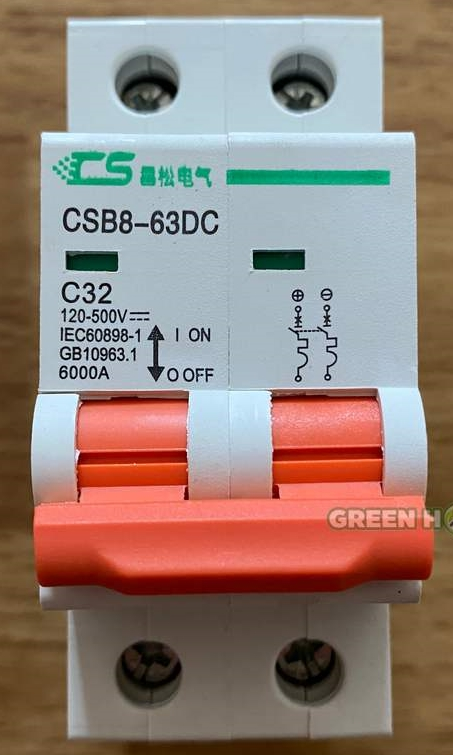 CS 昌松电气
CSB8-63DC
C32
120-500V⎓
IEC60898-1
I ON
GB10963.1
6000A
O OFF
GREEN H